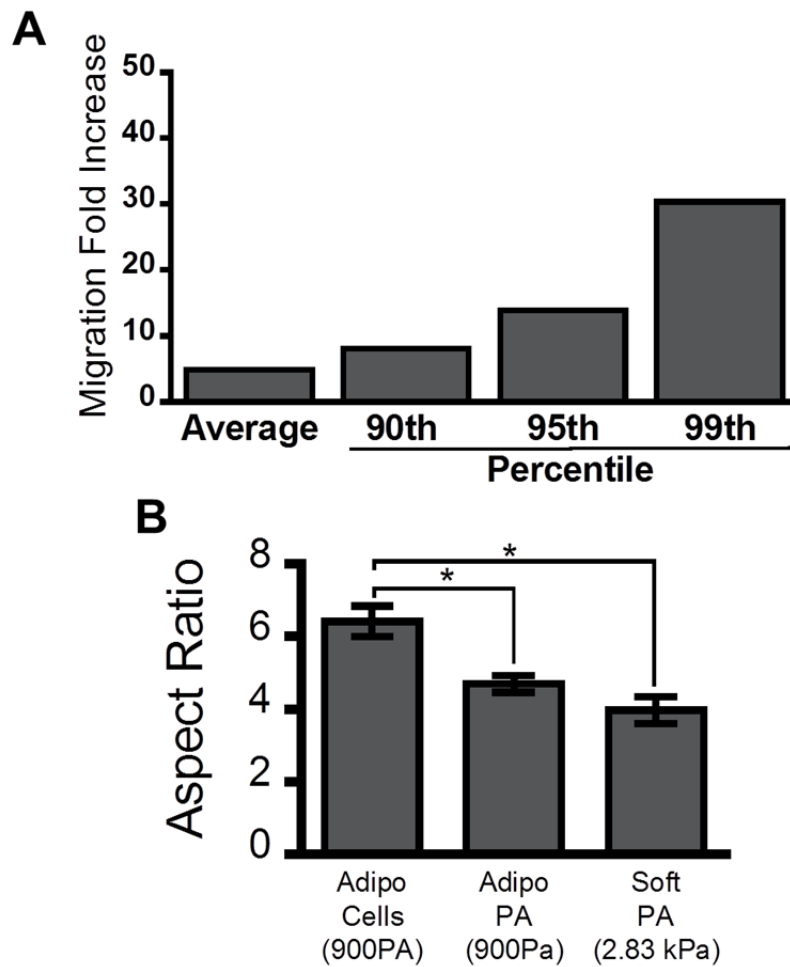 A
Migration Fold Increase
50
40
30
20
10
0
Average 90th 95th 99th
Percentile
B
Aspect Ratio
8
6
4
2
0
*
*
Adipo Adipo Soft
Cells PA PA
(900PA) (900Pa) (2.83 kPa)